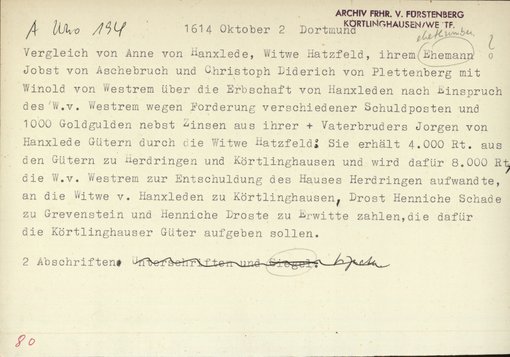 ARCHIV FRHR. V. FÜRSTENBERG
KÖRTLINGHAUSEN/WESTF.
A Uko 194
1614 Oktober 2 Dortmund
Vergleich von Anne von Hanxlede, Witwe Hatzfeld, ihrem Ehemann ?
Jobst von Aschebruch und Christoph Diderich von Plettenberg mit
Winold von Westrem über die Erbschaft von Hanxleden nach Einspruch
des W.v. Westrem wegen Forderung verschiedener Schuldposten und
1000 Goldgulden nebst Zinsen aus ihrer + Vaterbruders Jorgen von
Hanxlede Gütern durch die Witwe Hatzfeld. Sie erhält 4.000 Rt. aus
den Gütern zu Herdringen und Körtlinghausen und wird dafür 8.000 Rt,
die W.v. Westrem zur Entschuldung des Hauses Herdringen aufwandte,
an die Witwe v. Hanxleden zu Körtlinghausen, Drost Henniche Schade
zu Grevenstein und Henniche Droste zu Erwitte zahlen,die dafür
die Körtlinghauser Güter aufgeben sollen.
2 Abschriften. Unterschriften und Siegel.
80